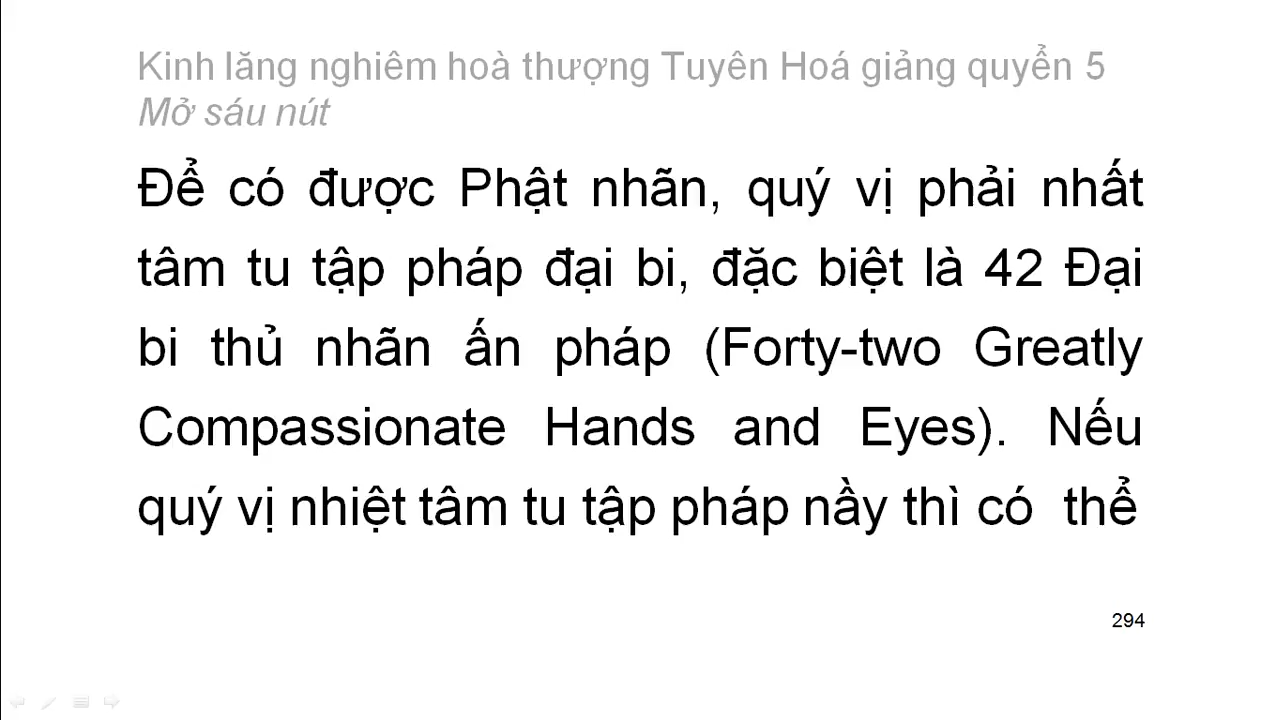 Kinh lăng nghiêm hoà thượng Tuyên Hoá giảng quyển 5
Mở sáu nút
Để có được Phật nhãn, quý vị phải nhất
tâm tu tập pháp đại bi, đặc biệt là 42 Đại
bi thủ nhãn ấn pháp (Forty-two Greatly
Compassionate Hands and Eyes). Nếu
quý vị nhiệt tâm tu tập pháp nầy thì có thể
294